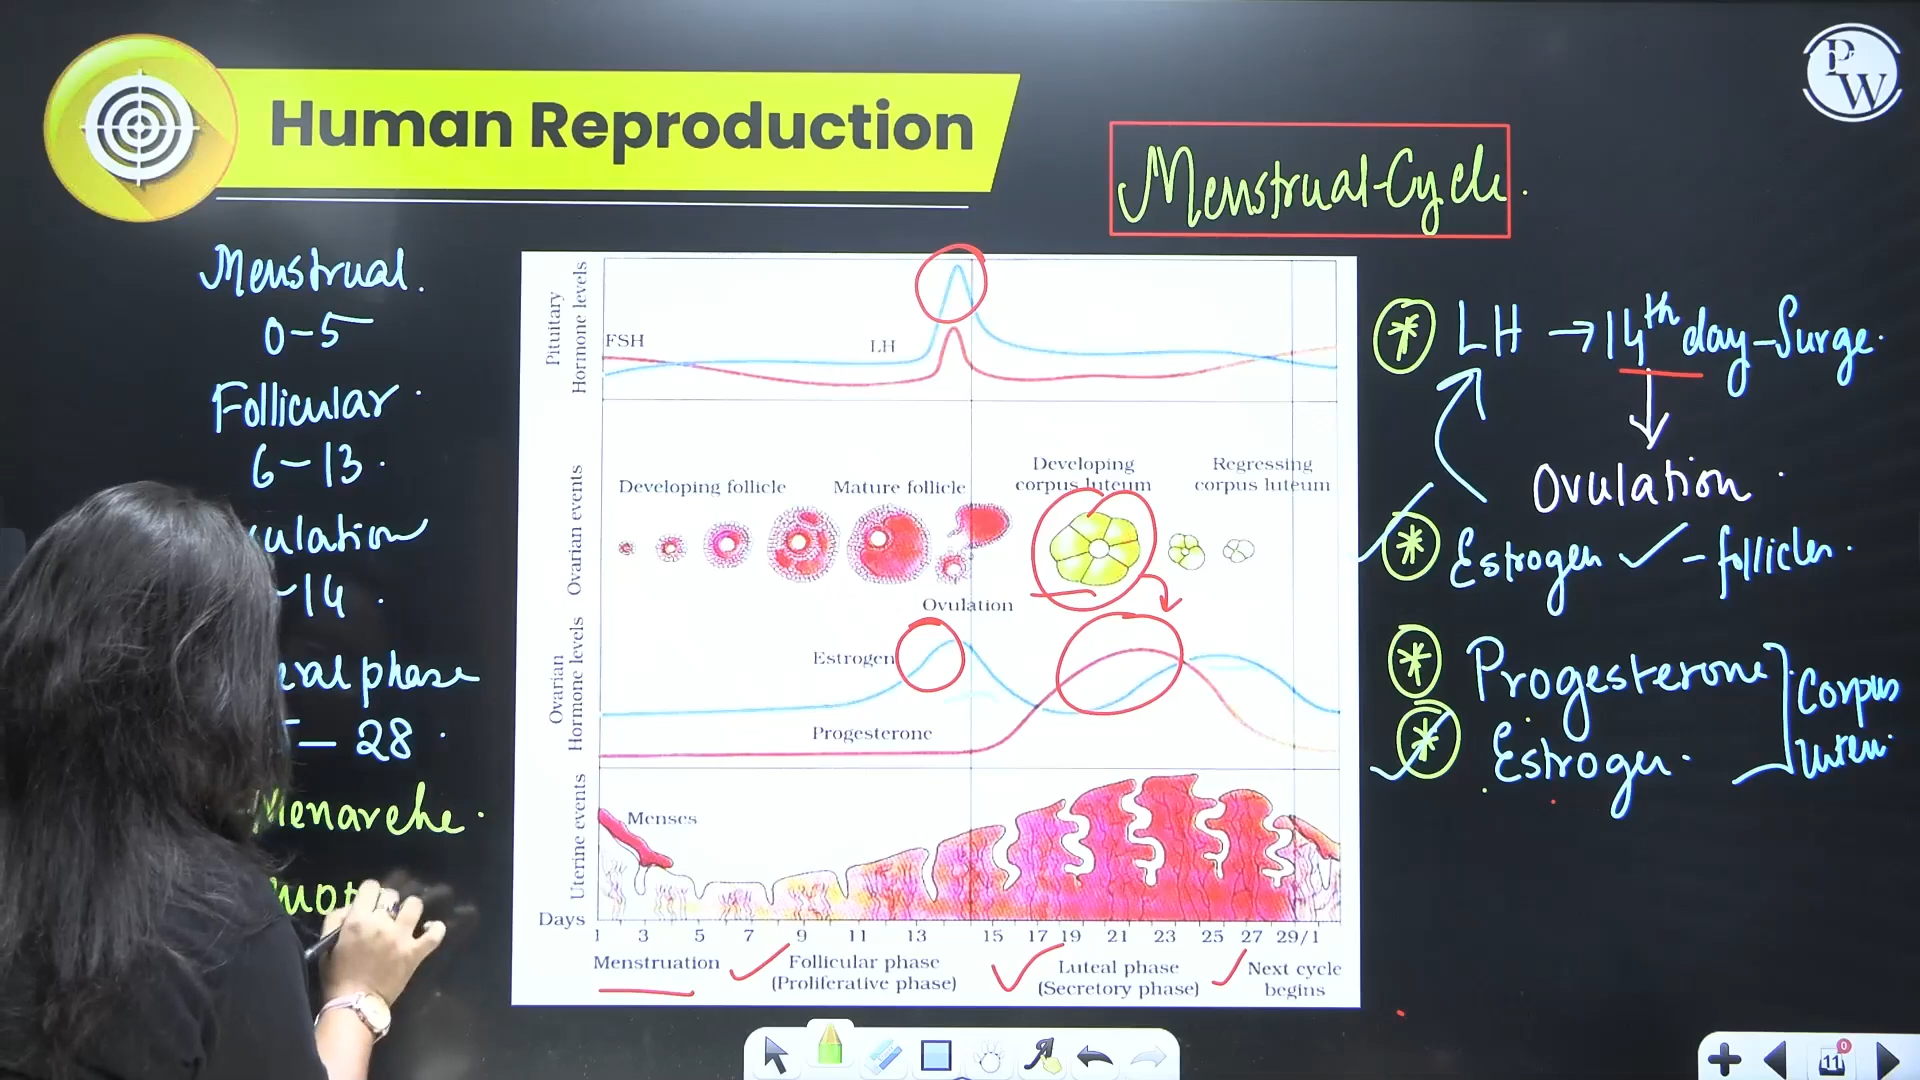 Human Reproduction
PW
Menstrual-Cycle.
Menstrual.
0-5
Follicular.
6-13.
ulation
-14.
eral phase
- 28.
Menarche.
Pituitary
Hormone levels
FSH
LH
Ovarian events
Developing follicle
Mature follicle
Developing
corpus luteum
Regressing
corpus luteum
Ovulation
Ovarian
Hormone levels
Estrogen
Progesterone
Uterine events
Menses
Days
1 3 5 7 9 11 13 15 17 19 21 23 25 27 29/1
Menstruation
Follicular phase
(Proliferative phase)
Luteal phase
(Secretory phase)
Next cycle
begins
* LH → 14th day-Surge.
Ovulation.
* Estrogen ✓ -
* Progesterone
* Estrogen.
Corpus
11
0